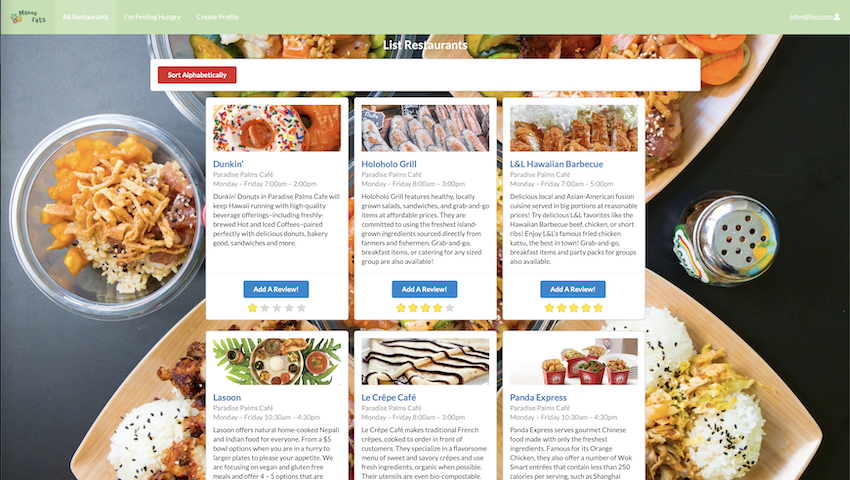 Manoa
Eats
All Restaurants
I'm Feeling Hungry
Create Profile
john@foo.com
List Restaurants
Sort Alphabetically
Dunkin'
Paradise Palms Café
Monday – Friday 7:00am – 2:00pm
Dunkin' Donuts in Paradise Palms Cafe will
keep Hawaii running with high-quality
beverage offerings–including freshly-
brewed Hot and Iced Coffees–paired
perfectly with delicious donuts, bakery
good, sandwiches and more.
Add A Review!
Holoholo Grill
Paradise Palms Café
Monday – Friday 8:00am – 3:00pm
Holoholo Grill features healthy, locally
grown salads, sandwiches, and grab-and-go
items at affordable prices. They are
committed to using the freshest island-
grown ingredients sourced directly from
farmers and fishermen. Grab-and-go,
breakfast items, or catering for any sized
group are also available!
Add A Review!
L&L Hawaiian Barbecue
Paradise Palms Café
Monday – Friday 7:00am – 5:00pm
Delicious local and Asian-American fusion
cuisine served in big portions at reasonable
prices! Try delicious L&L favorites like the
Hawaiian Barbecue beef, chicken, or short
ribs! Enjoy L&L's famous fried chicken
katsu, the best in town! Grab-and-go,
breakfast items and party packs for groups
also available.
Add A Review!
Lasoon
Paradise Palms Café
Monday – Friday 10:30am – 4:30pm
Lasoon offers natural home-cooked Nepali
and Indian food for everyone. From a $5
bowl options when you are in a hurry to
larger plates to please your appetite. We
are focusing on vegan and gluten free
meals and offer 4 – 5 options that are
Le Crêpe Café
Paradise Palms Café
Monday – Friday 8:00am – 3:00pm
Le Crêpe Café makes traditional French
crêpes, cooked to order in front of
customers. They specialize in a flavorsome
menu of sweet and savory crêpes and use
fresh ingredients, organic when possible.
Their utensils are even bio-compostable.
Panda Express
Paradise Palms Café
Monday – Friday 10:30am – 4:30pm
Panda Express serves gourmet Chinese
food made with only the freshest
ingredients. Famous for its Orange
Chicken, they also offer a number of Wok
Smart entrées that contain less than 250
calories per serving, such as Shanghai